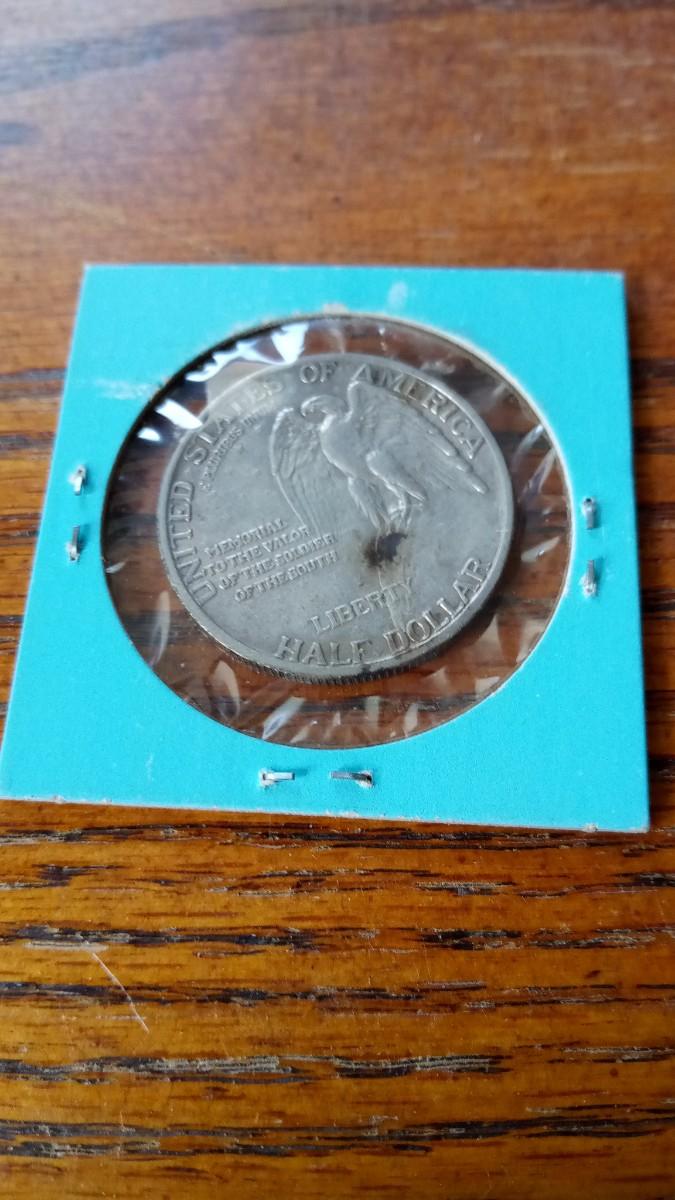 UNITED STATES OF AMERICA
MEMORIAL
TO THE VALOR
OF THE SOLDIER
OF THE SOUTH
LIBERTY
HALF DOLLAR